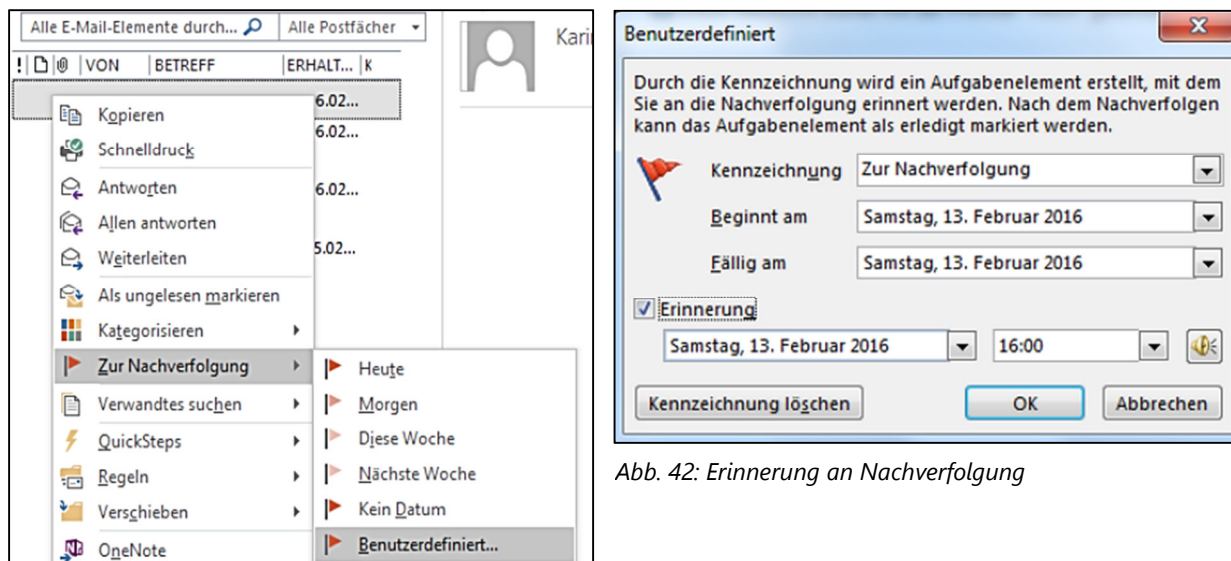 Alle E-Mail-Elemente durch... Alle Postfächer
! VON BETREFF ERHALT... K
6.02...
6.02...
6.02...
5.02...
Kopieren
Schnelldruck
Antworten
Allen antworten
Weiterleiten
Als ungelesen markieren
Kategorisieren
Zur Nachverfolgung
Verwandtes suchen
QuickSteps
Regeln
Verschieben
OneNote
Heute
Morgen
Diese Woche
Nächste Woche
Kein Datum
Benutzerdefiniert...
Karin
Benutzerdefiniert
Durch die Kennzeichnung wird ein Aufgabenelement erstellt, mit dem
Sie an die Nachverfolgung erinnert werden. Nach dem Nachverfolgen
kann das Aufgabenelement als erledigt markiert werden.
Kennzeichnung Zur Nachverfolgung
Beginnt am Samstag, 13. Februar 2016
Fällig am Samstag, 13. Februar 2016
Erinnerung
Samstag, 13. Februar 2016 16:00
Kennzeichnung löschen OK Abbrechen
Abb. 42: Erinnerung an Nachverfolgung